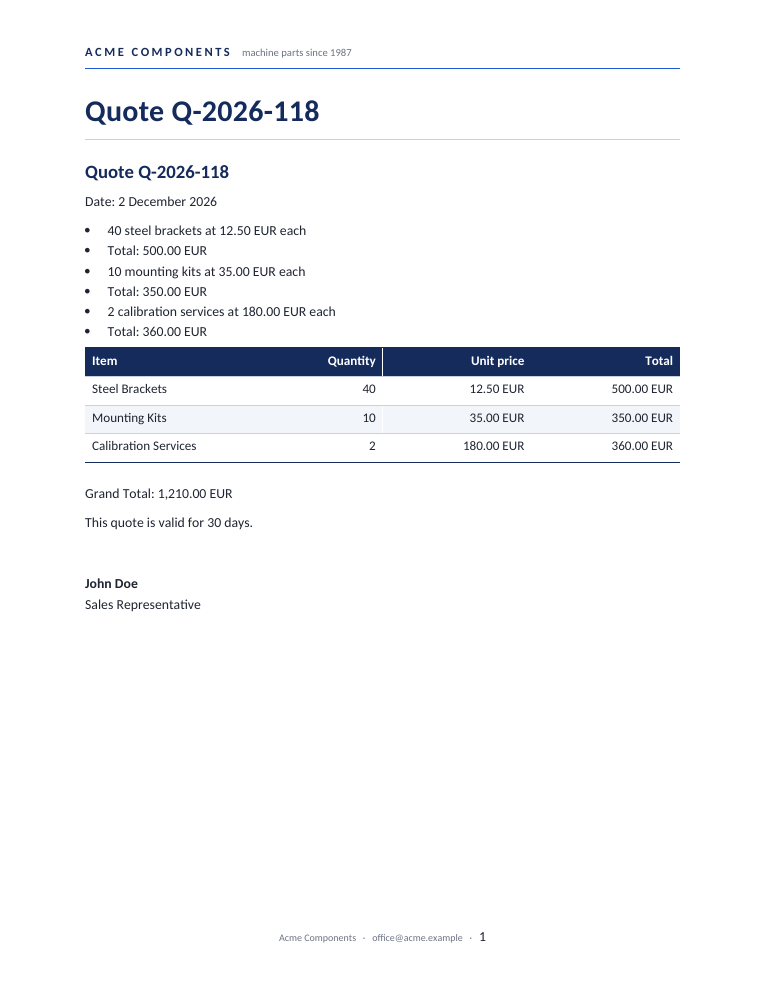 ACME COMPONENTS machine parts since 1987
Quote Q-2026-118
Quote Q-2026-118
Date: 2 December 2026
• 40 steel brackets at 12.50 EUR each
• Total: 500.00 EUR
• 10 mounting kits at 35.00 EUR each
• Total: 350.00 EUR
• 2 calibration services at 180.00 EUR each
• Total: 360.00 EUR
Item Quantity Unit price Total
Steel Brackets 40 12.50 EUR 500.00 EUR
Mounting Kits 10 35.00 EUR 350.00 EUR
Calibration Services 2 180.00 EUR 360.00 EUR
Grand Total: 1,210.00 EUR
This quote is valid for 30 days.
John Doe
Sales Representative
Acme Components · office@acme.example · 1